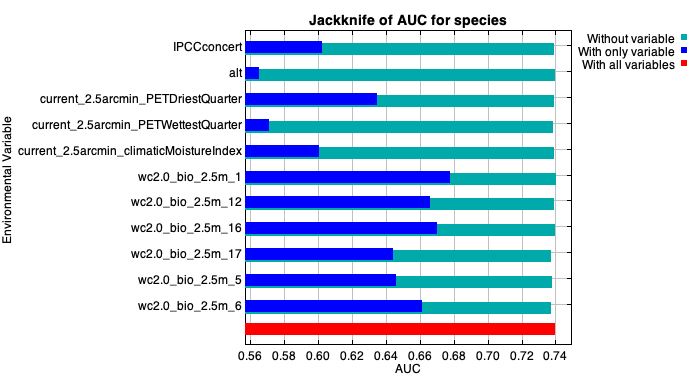 Jackknife of AUC for species
Without variable
With only variable
With all variables
Environmental Variable
IPCCconcert
alt
current_2.5arcmin_PETDriestQuarter
current_2.5arcmin_PETWettestQuarter
current_2.5arcmin_climaticMoistureIndex
wc2.0_bio_2.5m_1
wc2.0_bio_2.5m_12
wc2.0_bio_2.5m_16
wc2.0_bio_2.5m_17
wc2.0_bio_2.5m_5
wc2.0_bio_2.5m_6
0.56 0.58 0.60 0.62 0.64 0.66 0.68 0.70 0.72 0.74
AUC